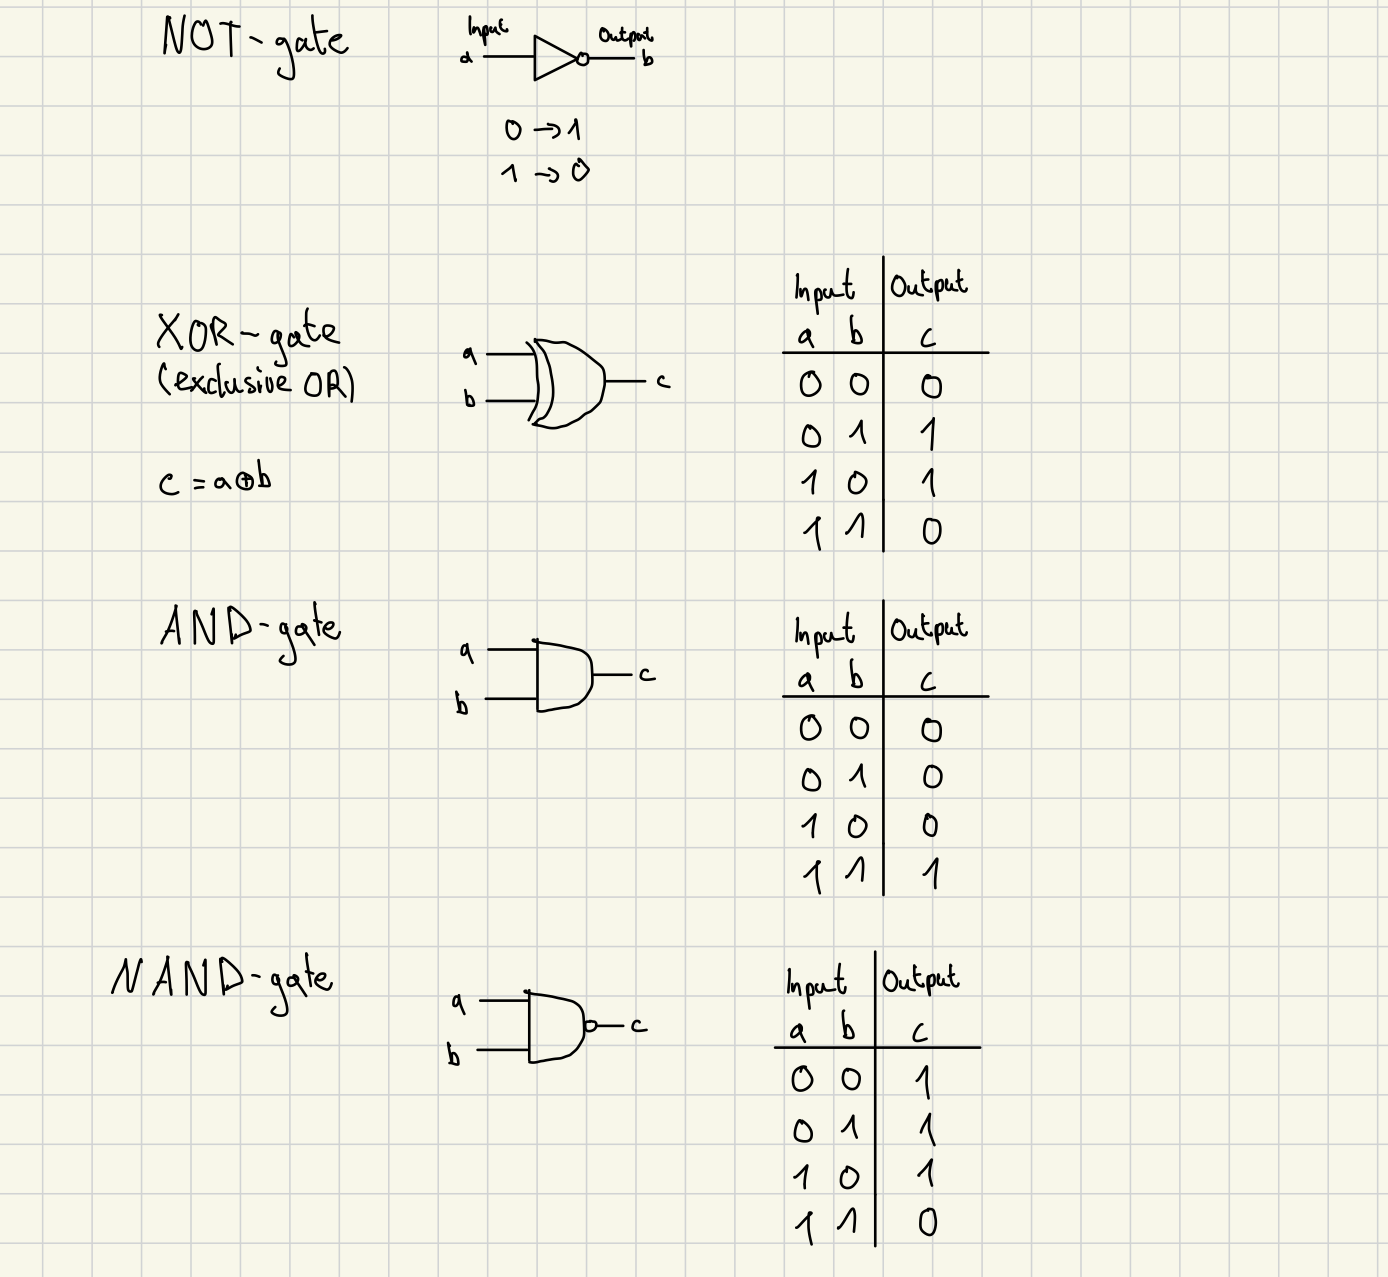 NOT-gate
Input Output
a b
0 → 1
1 → 0
XOR-gate
(exclusive OR)
c = a⊕b
a
b
c
Input Output
a b c
0 0 0
0 1 1
1 0 1
1 1 0
AND-gate
a
b
c
Input Output
a b c
0 0 0
0 1 0
1 0 0
1 1 1
NAND-gate
a
b
c
Input Output
a b c
0 0 1
0 1 1
1 0 1
1 1 0